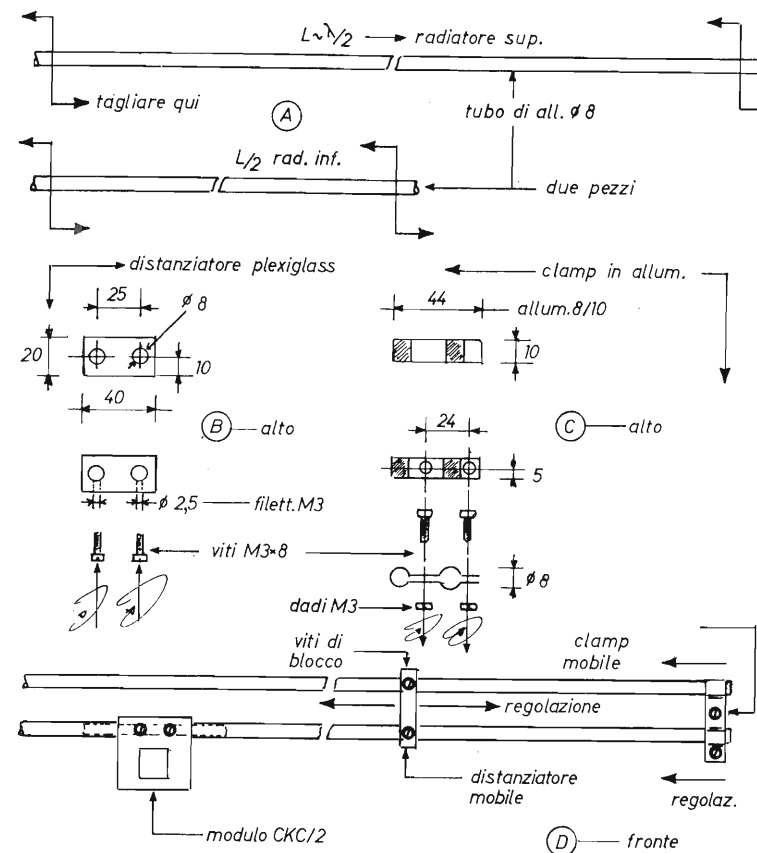 L~λ/2 → radiatore sup.
tagliare qui
A
tubo di all. ϕ 8
L/2 rad. inf.
due pezzi
distanziatore plexiglass
clamp in allum.
25
ϕ 8
44
allum. 8/10
20
10
10
40
B — alto
C — alto
24
5
ϕ 2,5 — filett. M3
viti M3×8
ϕ 8
dadi M3
viti di
blocco
clamp
mobile
regolazione
distanziatore
mobile
regolaz.
modulo CKC/2
D — fronte